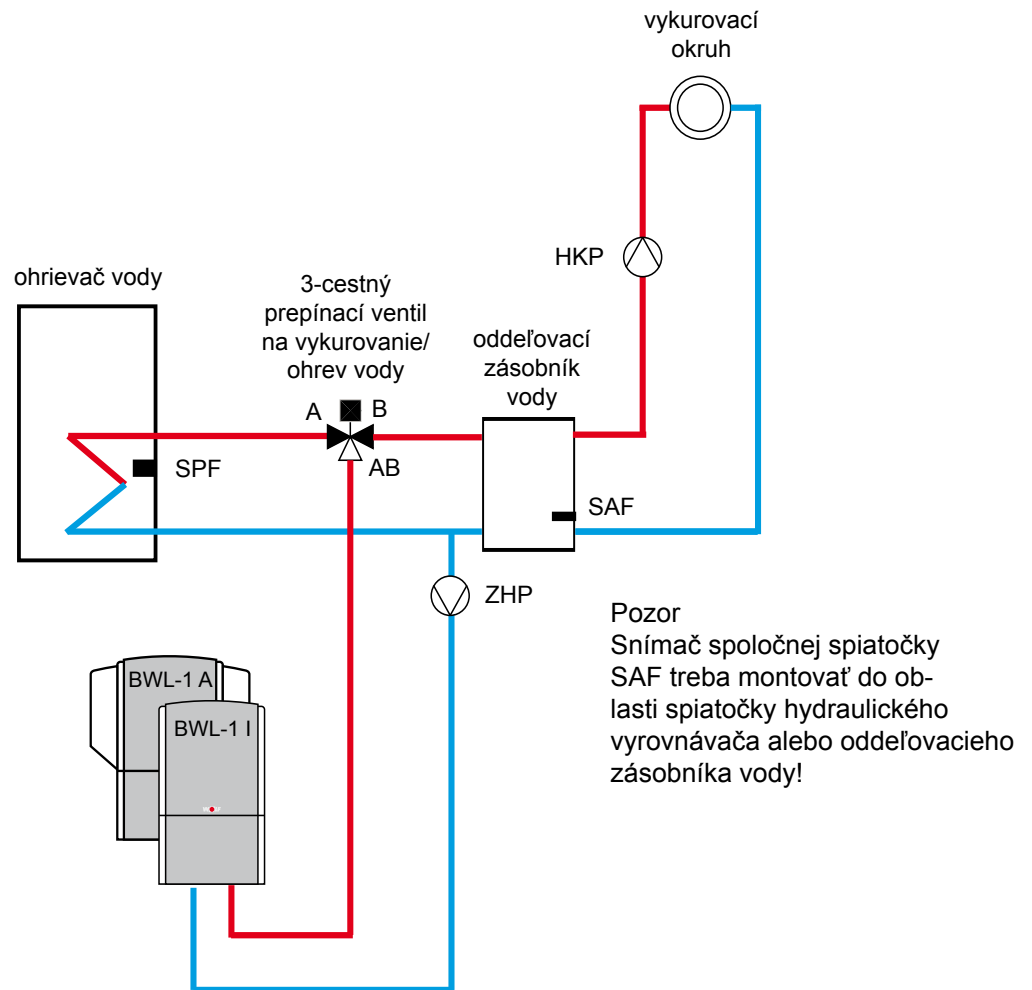 vykurovací
okruh
HKP
ohrievač vody
3-cestný
prepínací ventil
na vykurovanie/
ohrev vody
oddeľovací
zásobník
vody
A
B
AB
SPF
SAF
ZHP
Pozor
Snímač spoločnej spiatočky
SAF treba montovať do ob-
lasti spiatočky hydraulického
vyrovnávača alebo oddeľovacieho
zásobníka vody!
BWL-1 A
BWL-1 I